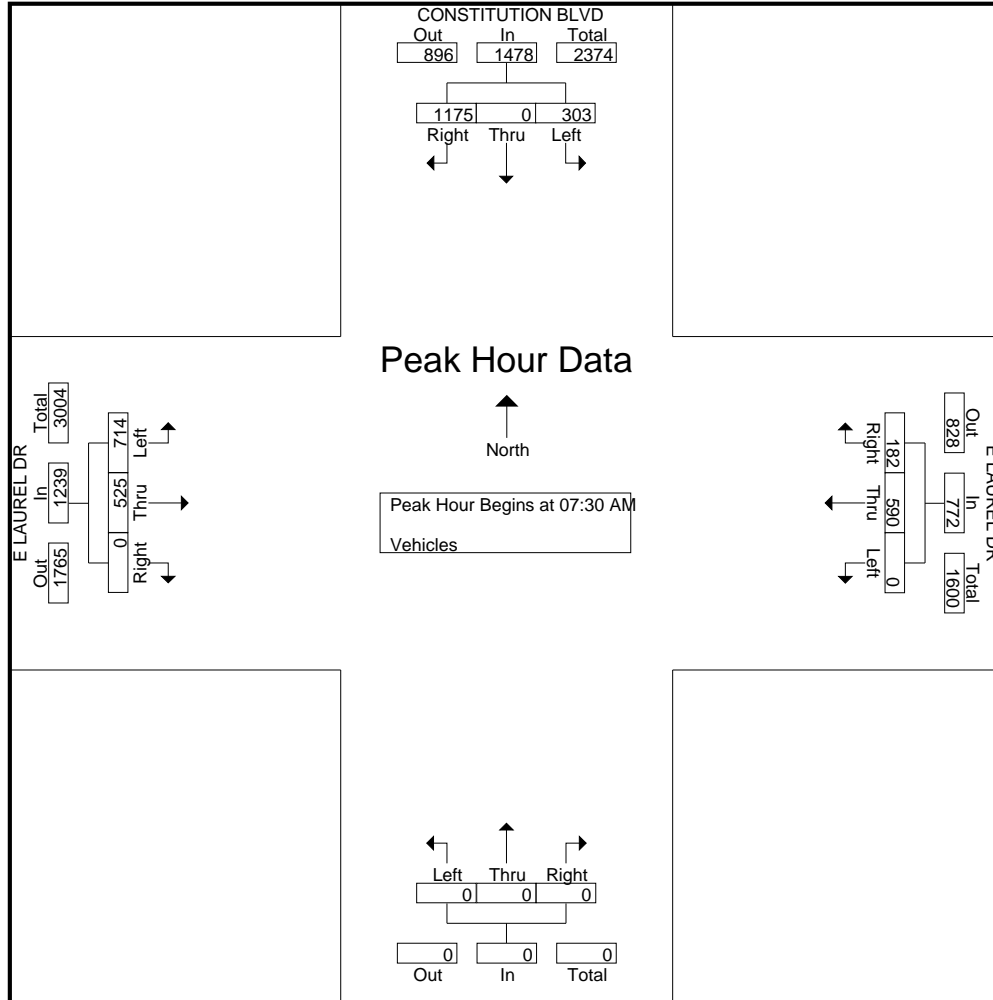 CONSTITUTION BLVD
Out In Total
896 1478 2374
1175 0 303
Right Thru Left
Peak Hour Data
North
Peak Hour Begins at 07:30 AM
Vehicles
E LAUREL DR
Out In Total
1765 1239 3004
Right Thru Left
0 525 714
E LAUREL DR
Out In Total
828 772 1600
Right Thru Left
182 590 0
Left Thru Right
0 0 0
0 0 0
Out In Total